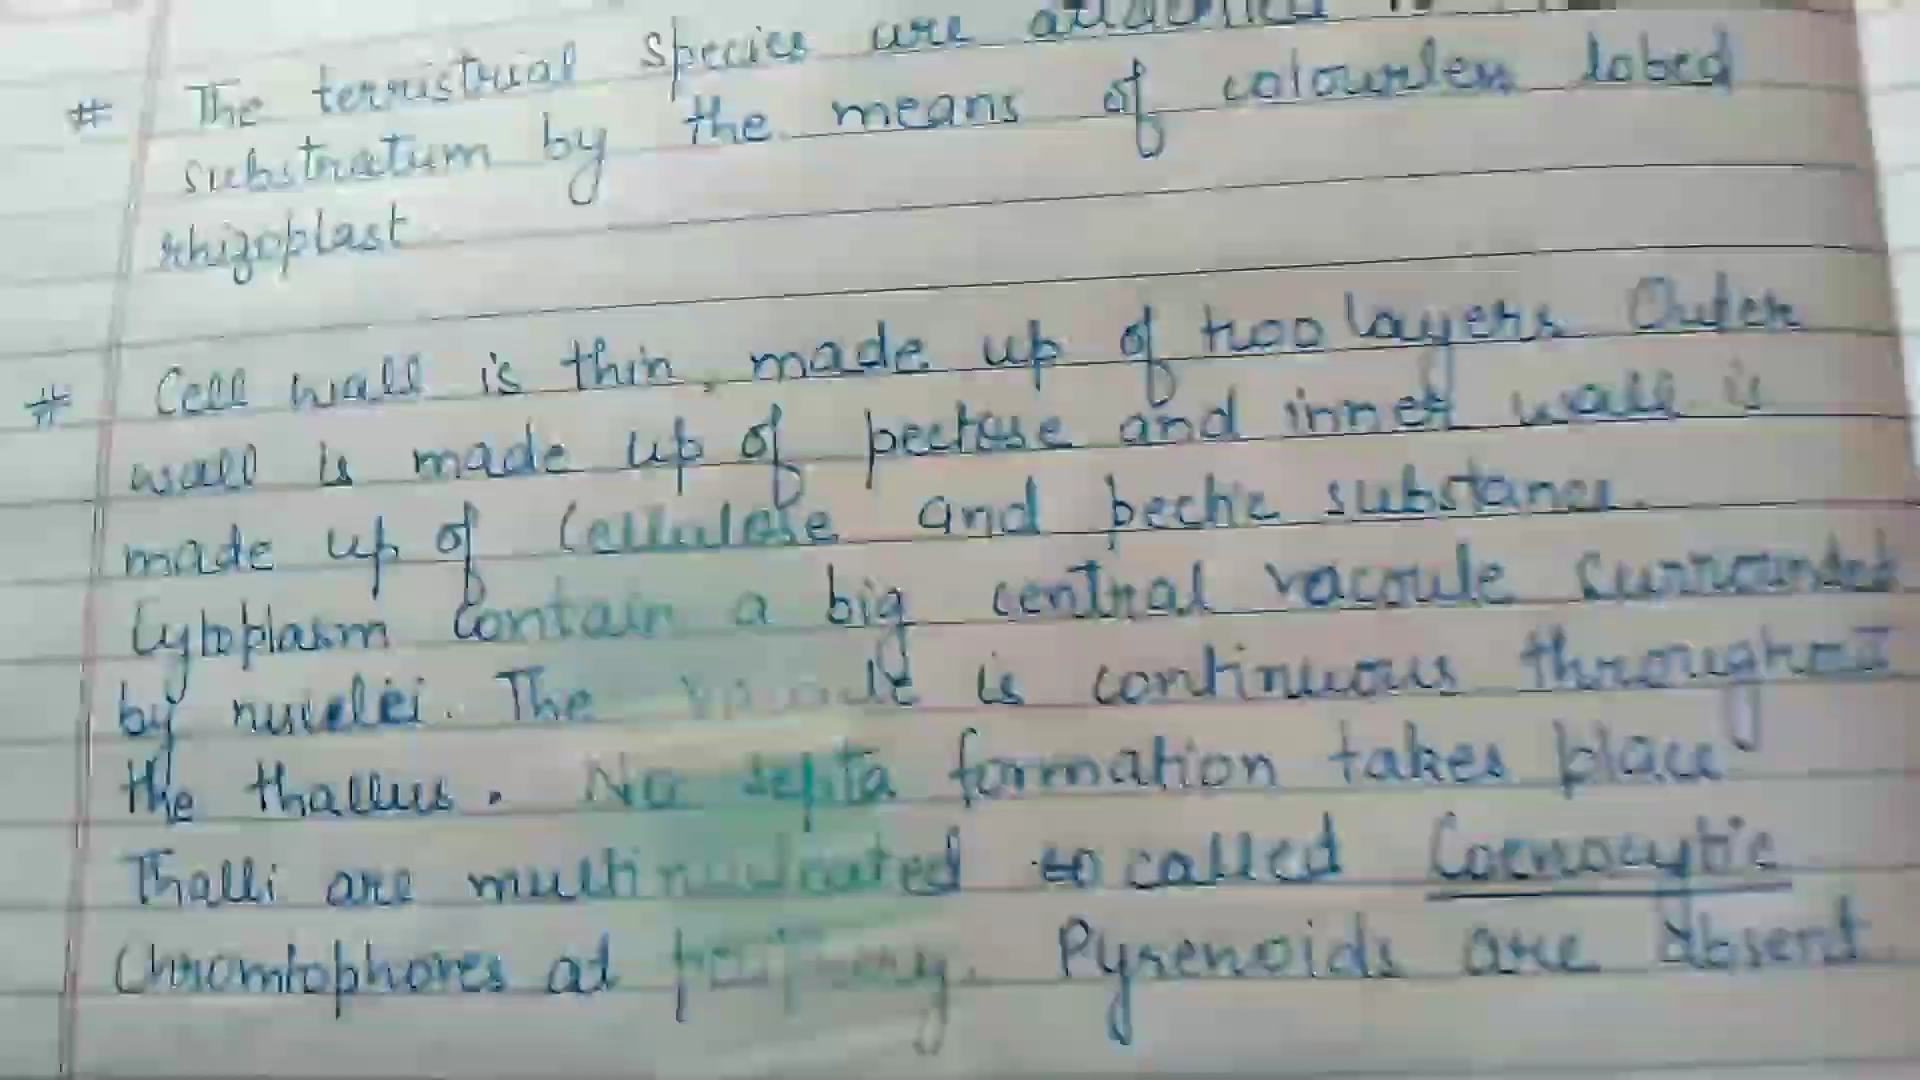 # The terristrial species are attached
substratum by the means of colourless lobed
rhizoplast
# Cell wall is thin, made up of two layers Outer
wall is made up of pectose and inner wall is
made up of Cellulose and pectic substance.
Cytoplasm Contain a big central vacoule surrounded
by nuclei. The is continuous throughout
the thallus. No septa formation takes place
Thalli are multinucleated so called Coenocytic
Chromtophores at Pyrenoids are absent